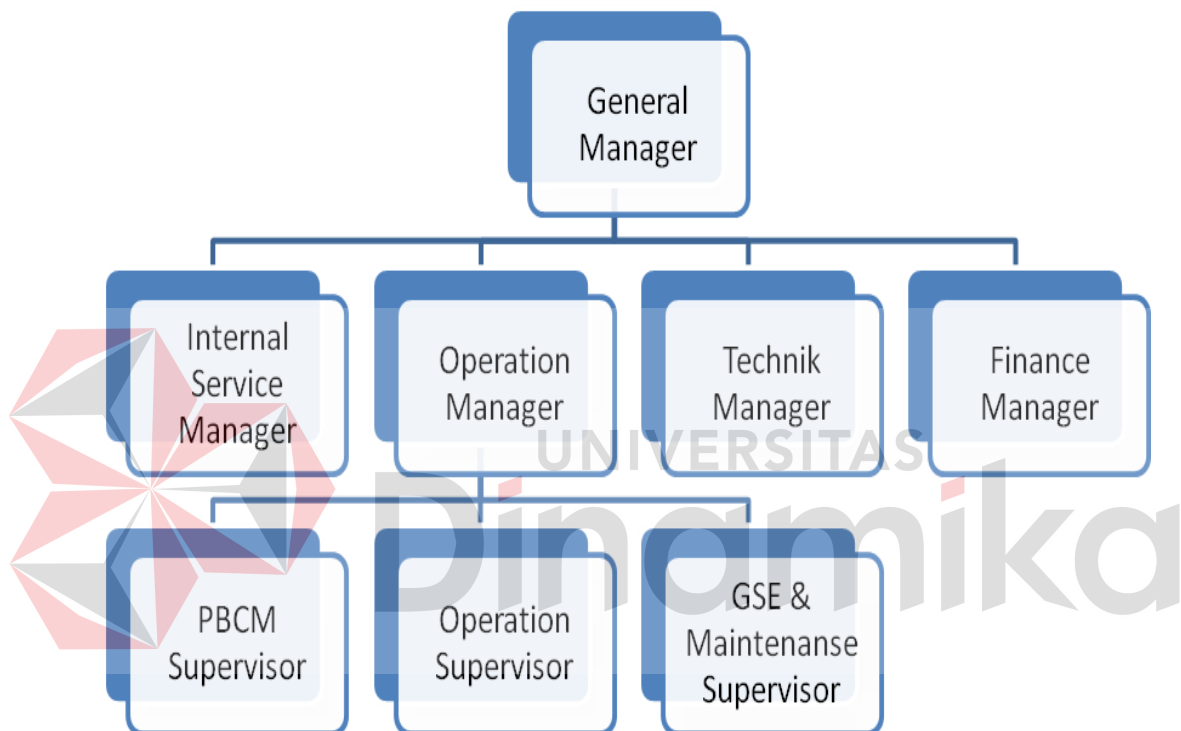 General
Manager
Internal
Service
Manager
Operation
Manager
Technik
Manager
Finance
Manager
UNIVERSITAS
Dinamika
PBCM
Supervisor
Operation
Supervisor
GSE &
Maintenanse
Supervisor